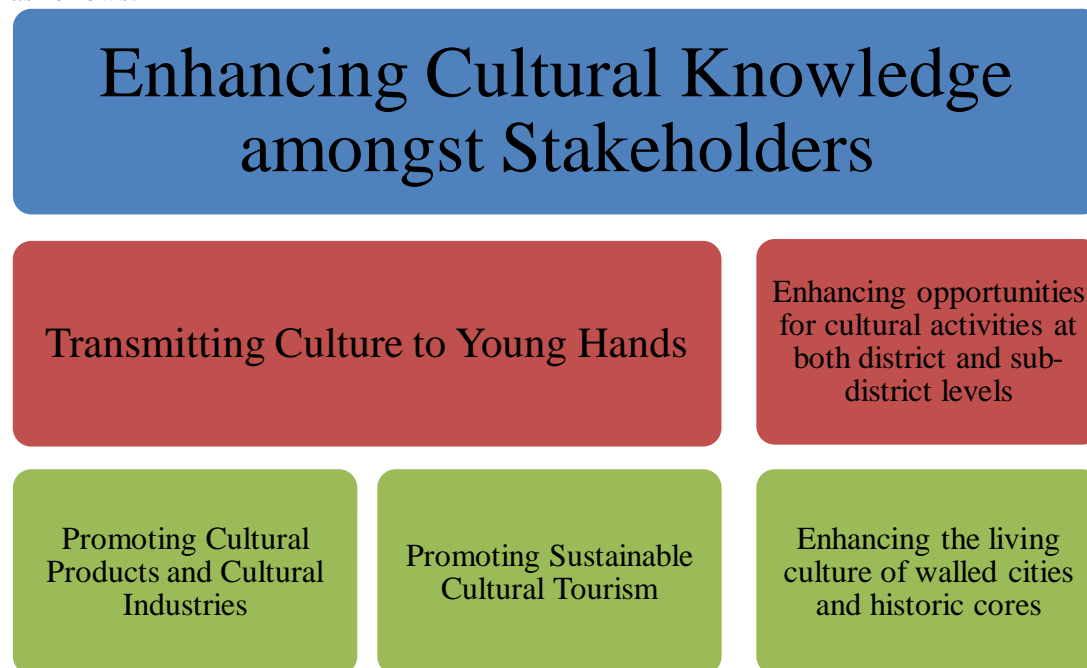 Enhancing Cultural Knowledge
amongst Stakeholders
Transmitting Culture to Young Hands
Enhancing opportunities
for cultural activities at
both district and sub-
district levels
Promoting Cultural
Products and Cultural
Industries
Promoting Sustainable
Cultural Tourism
Enhancing the living
culture of walled cities
and historic cores